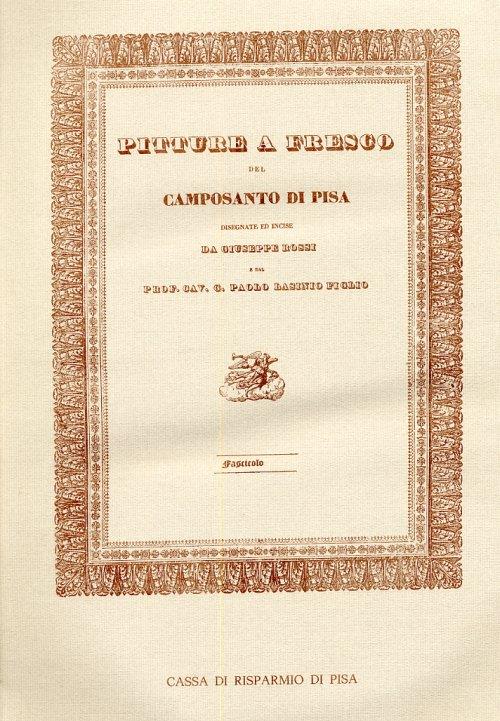 PITTURE A FRESCO
DEL
CAMPOSANTO DI PISA
DISEGNATE ED INCISE
DA GIUSEPPE ROSSI
E DAL
PROF. CAV. G. PAOLO LASINIO FIGLIO
Fascicolo
CASSA DI RISPARMIO DI PISA